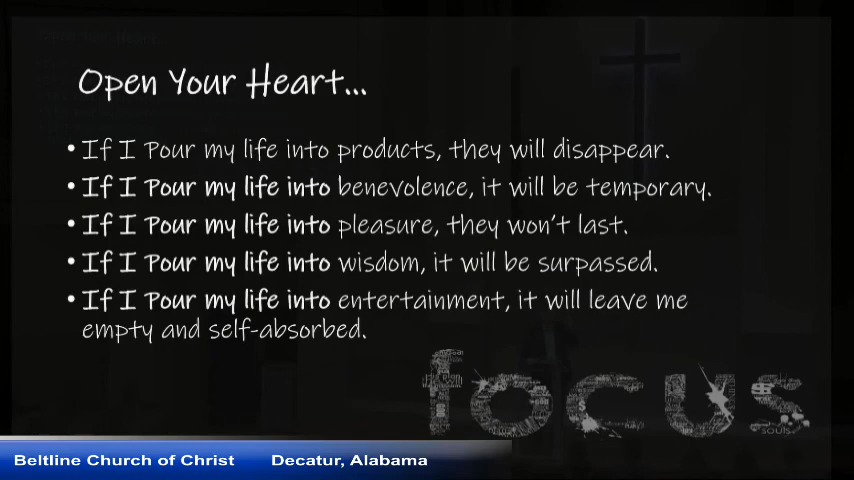 Open Your Heart...
• If I Pour my life into products, they will disappear.
• If I Pour my life into benevolence, it will be temporary.
• If I Pour my life into pleasure, they won't last.
• If I Pour my life into wisdom, it will be surpassed.
• If I Pour my life into entertainment, it will leave me
empty and self-absorbed.
focus
SOULS
Beltline Church of Christ Decatur, Alabama